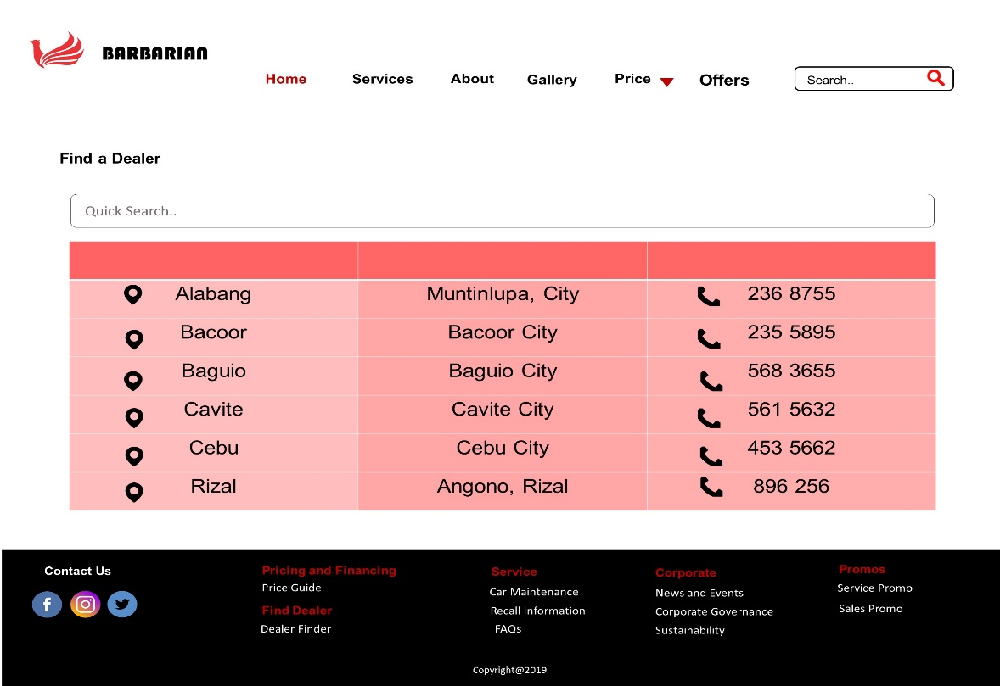 BARBARIAN
Home Services About Gallery Price Offers Search..
Find a Dealer
Quick Search..
Alabang Muntinlupa, City 236 8755
Bacoor Bacoor City 235 5895
Baguio Baguio City 568 3655
Cavite Cavite City 561 5632
Cebu Cebu City 453 5662
Rizal Angono, Rizal 896 256
Contact Us
Pricing and Financing
Price Guide
Find Dealer
Dealer Finder
Service
Car Maintenance
Recall Information
FAQs
Corporate
News and Events
Corporate Governance
Sustainability
Promos
Service Promo
Sales Promo
Copyright@2019